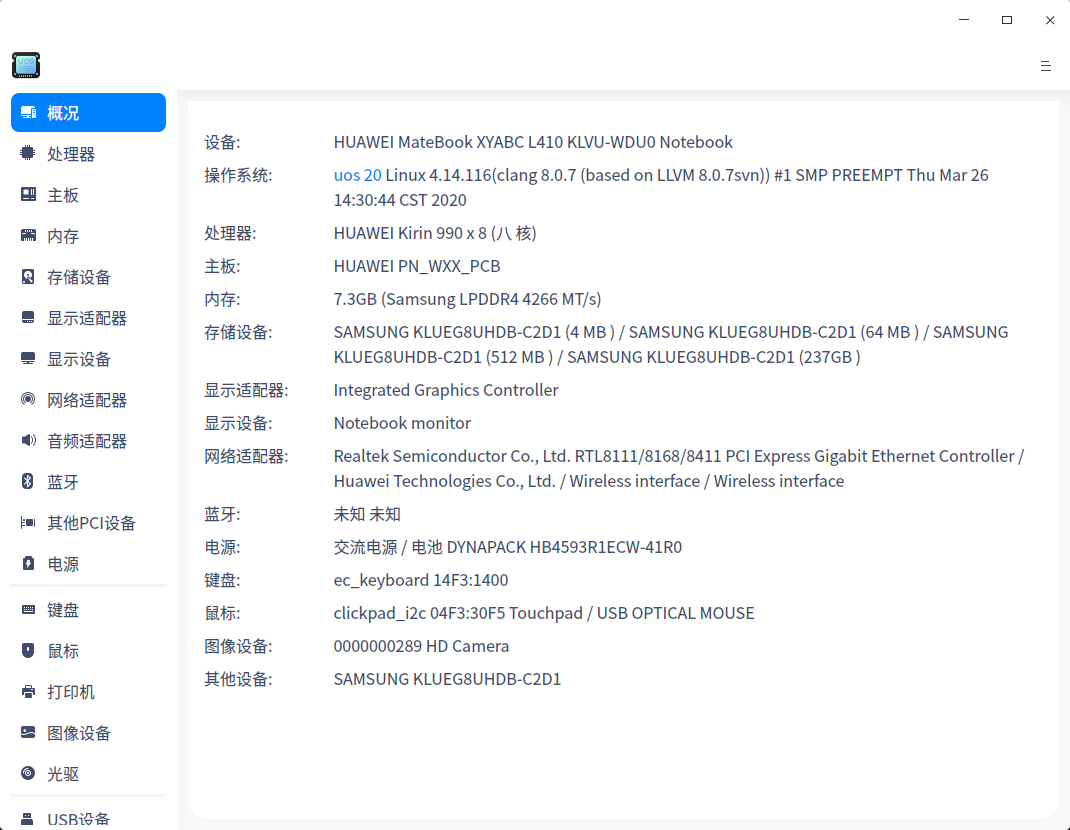 UOS
概况
处理器
主板
内存
存储设备
显示适配器
显示设备
网络适配器
音频适配器
蓝牙
其他PCI设备
电源
键盘
鼠标
打印机
图像设备
光驱
USB设备
设备: HUAWEI MateBook XYABC L410 KLVU-WDU0 Notebook
操作系统: uos 20 Linux 4.14.116(clang 8.0.7 (based on LLVM 8.0.7svn)) #1 SMP PREEMPT Thu Mar 26
14:30:44 CST 2020
处理器: HUAWEI Kirin 990 x 8 (八 核)
主板: HUAWEI PN_WXX_PCB
内存: 7.3GB (Samsung LPDDR4 4266 MT/s)
存储设备: SAMSUNG KLUEG8UHDB-C2D1 (4 MB ) / SAMSUNG KLUEG8UHDB-C2D1 (64 MB ) / SAMSUNG
KLUEG8UHDB-C2D1 (512 MB ) / SAMSUNG KLUEG8UHDB-C2D1 (237GB )
显示适配器: Integrated Graphics Controller
显示设备: Notebook monitor
网络适配器: Realtek Semiconductor Co., Ltd. RTL8111/8168/8411 PCI Express Gigabit Ethernet Controller /
Huawei Technologies Co., Ltd. / Wireless interface / Wireless interface
蓝牙: 未知 未知
电源: 交流电源 / 电池 DYNAPACK HB4593R1ECW-41R0
键盘: ec_keyboard 14F3:1400
鼠标: clickpad_i2c 04F3:30F5 Touchpad / USB OPTICAL MOUSE
图像设备: 0000000289 HD Camera
其他设备: SAMSUNG KLUEG8UHDB-C2D1